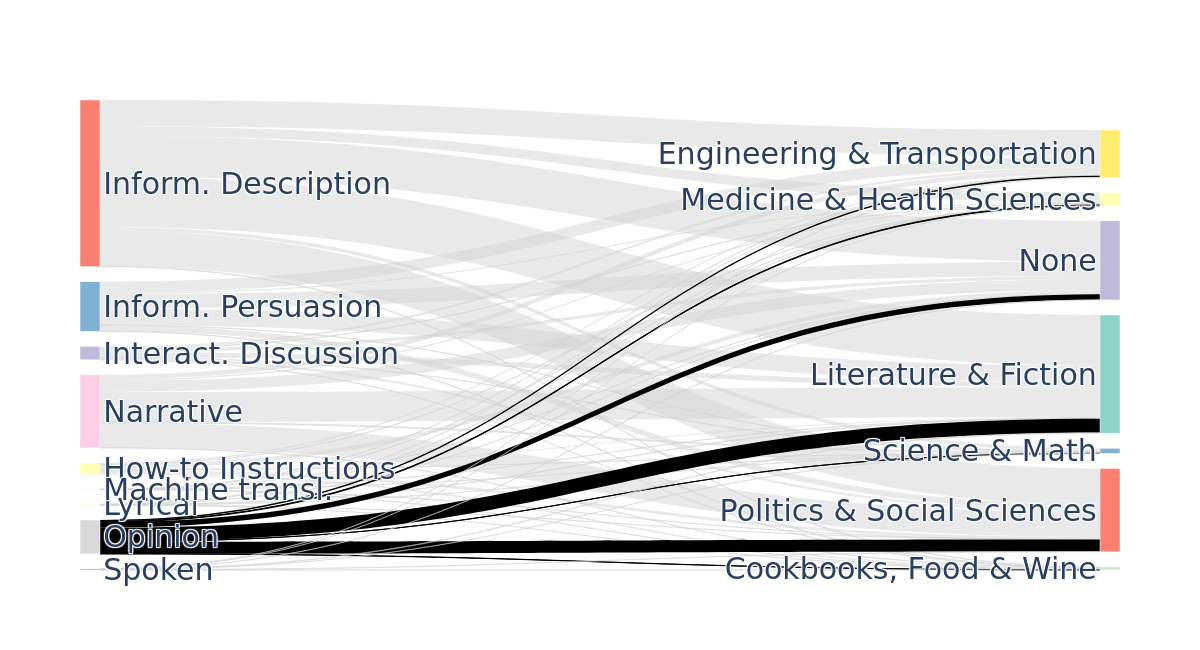 Inform. Description
Inform. Persuasion
Interact. Discussion
Narrative
How-to Instructions
Machine transl.
Lyrical
Opinion
Spoken
Engineering & Transportation
Medicine & Health Sciences
None
Literature & Fiction
Science & Math
Politics & Social Sciences
Cookbooks, Food & Wine